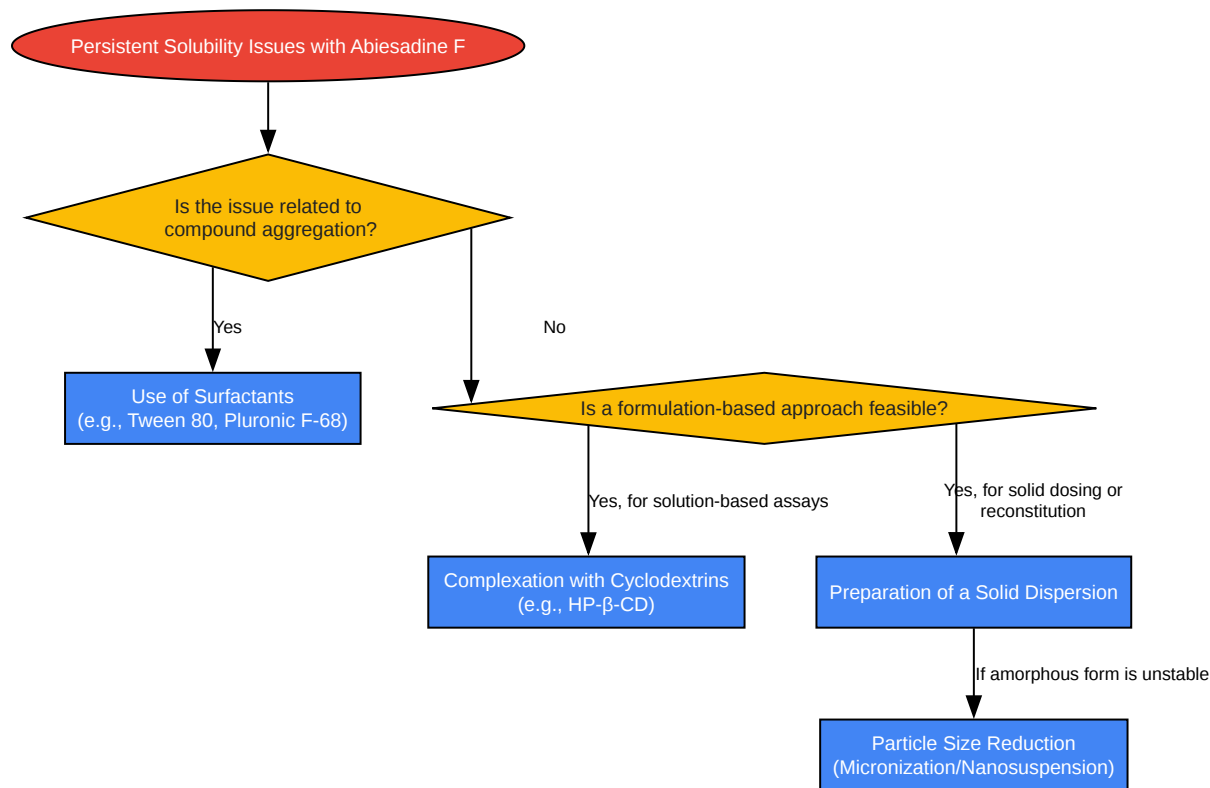 Persistent Solubility Issues with Abiesadine F
Is the issue related to
compound aggregation?
Yes
No
Use of Surfactants
(e.g., Tween 80, Pluronic F-68)
Is a formulation-based approach feasible?
Yes, for solution-based assays
Yes, for solid dosing or
reconstitution
Complexation with Cyclodextrins
(e.g., HP-β-CD)
Preparation of a Solid Dispersion
If amorphous form is unstable
Particle Size Reduction
(Micronization/Nanosuspension)